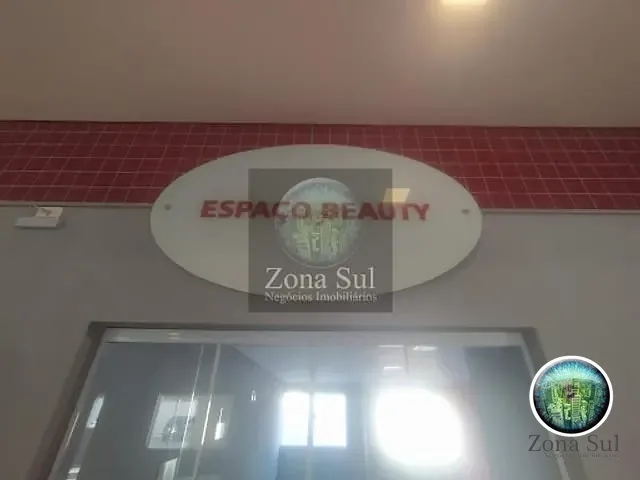 ESPAÇO BEAUTY
Zona Sul
Negócios Imobiliários
Zona Sul